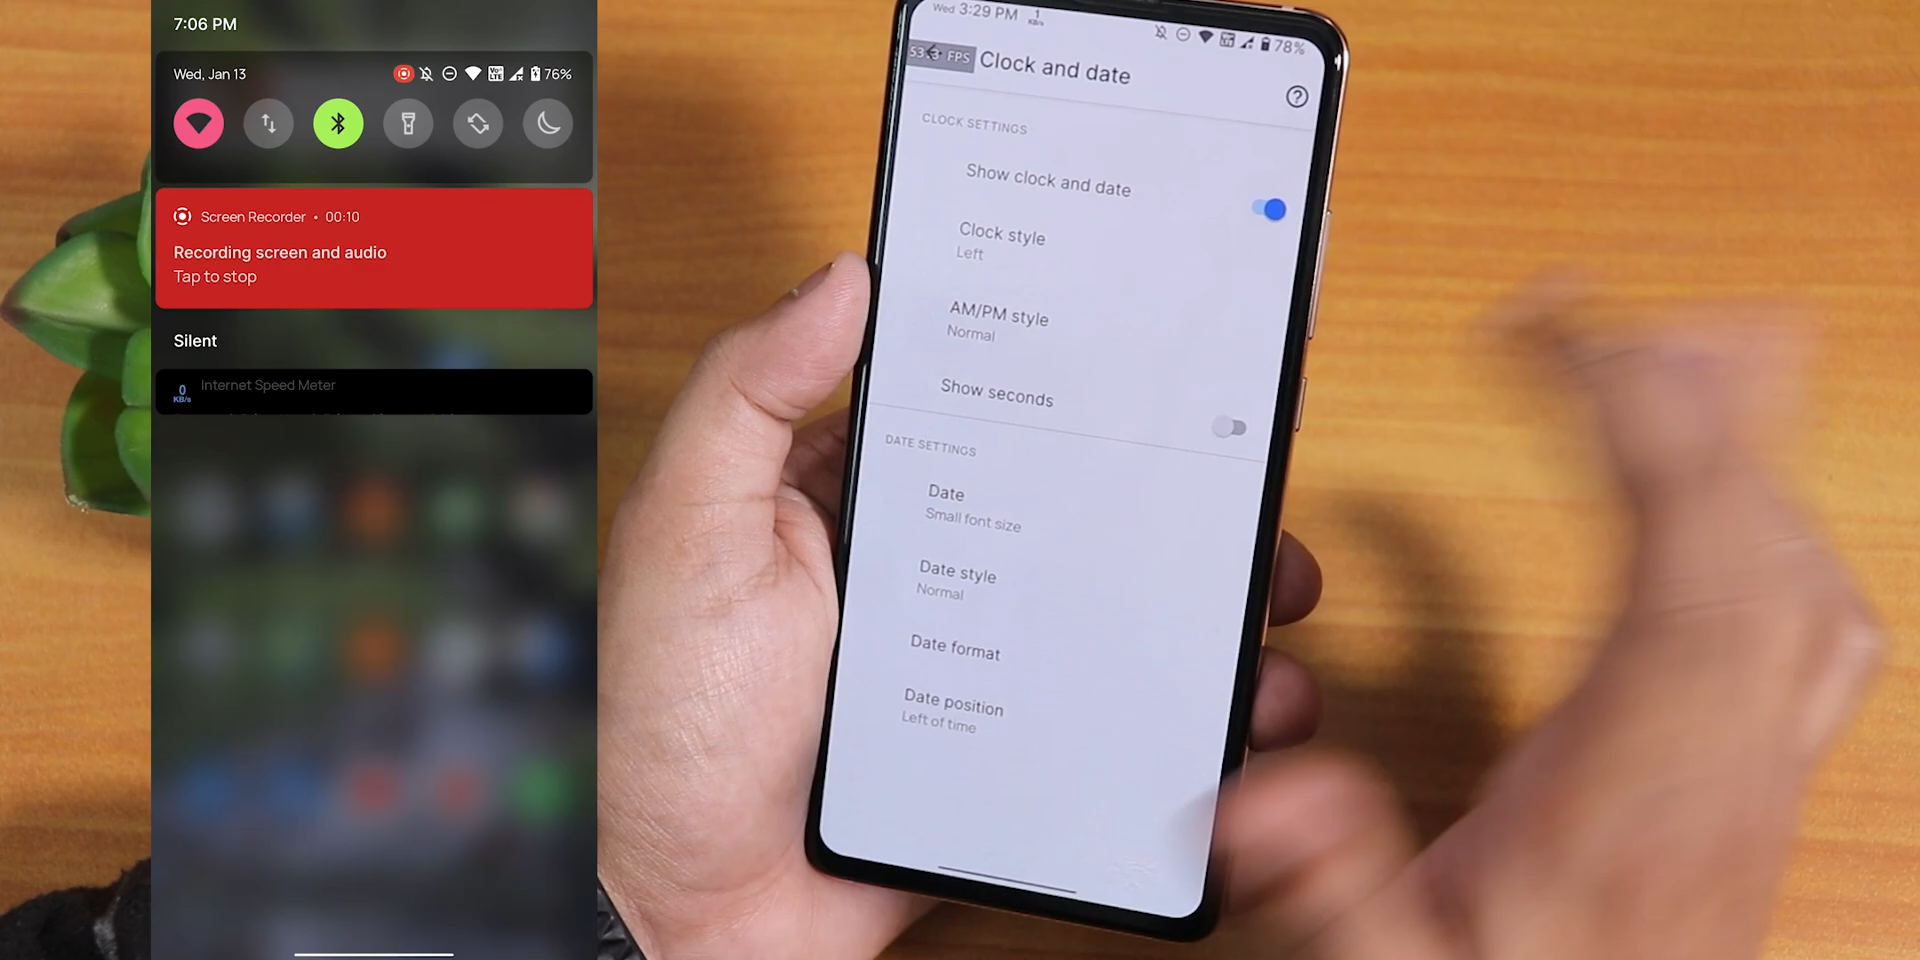 7:06 PM
Wed, Jan 13
Vo
LTE
76%
Screen Recorder • 00:10
Recording screen and audio
Tap to stop
Silent
0
KB/s
Internet Speed Meter
Wed 3:29 PM
1
KB/s
78%
FPS
Clock and date
CLOCK SETTINGS
Show clock and date
Clock style
Left
AM/PM style
Normal
Show seconds
DATE SETTINGS
Date
Small font size
Date style
Normal
Date format
Date position
Left of time